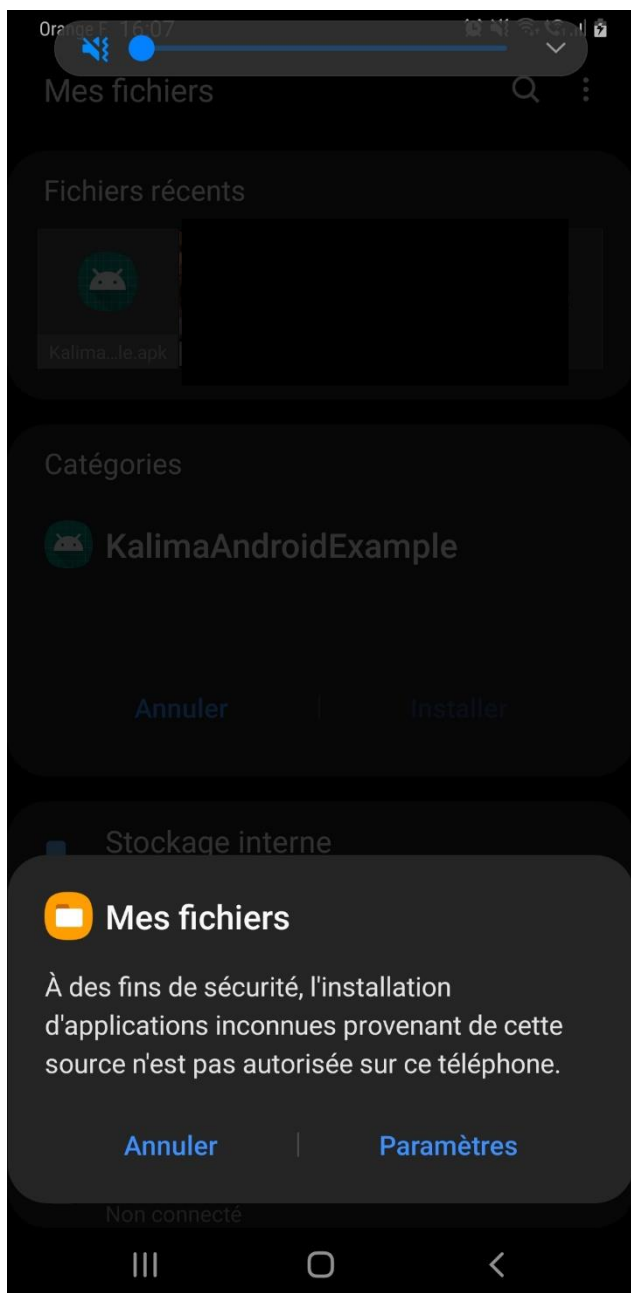 Orange F 16:07
Mes fichiers
Fichiers récents
Kalima...le.apk
Catégories
KalimaAndroidExample
Annuler
Installer
Stockage interne
Mes fichiers
À des fins de sécurité, l'installation
d'applications inconnues provenant de cette
source n'est pas autorisée sur ce téléphone.
Annuler
Paramètres
Non connecté